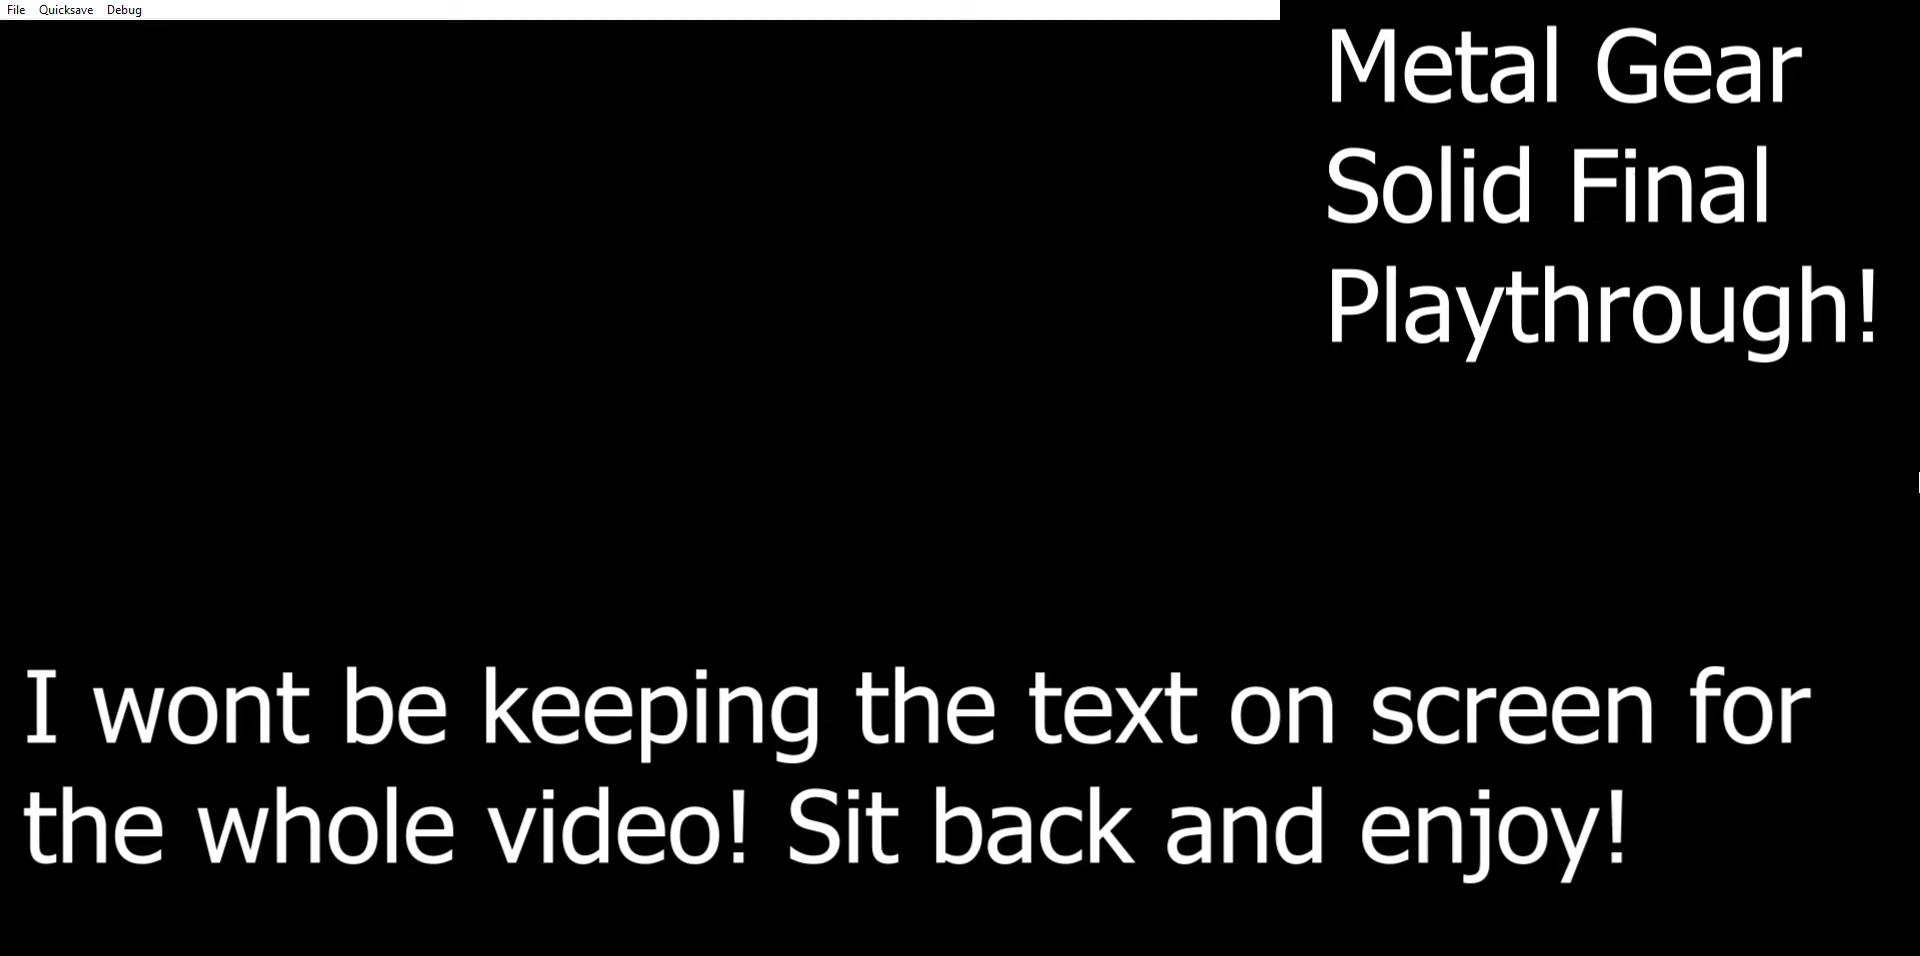 File Quicksave Debug
Metal Gear
Solid Final
Playthrough!
I wont be keeping the text on screen for
the whole video! Sit back and enjoy!